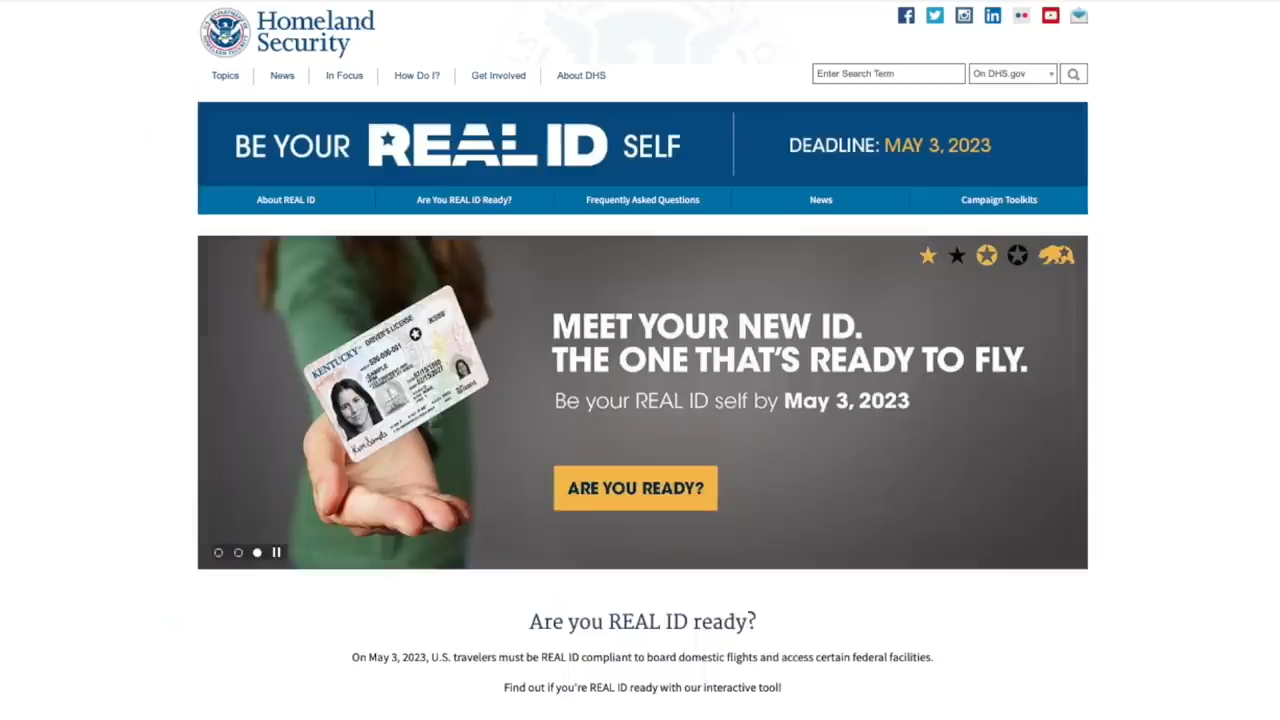 Homeland
Security
Topics
News
In Focus
How Do I?
Get Involved
About DHS
Enter Search Term
On DHS.gov
BE YOUR REAL ID SELF
DEADLINE: MAY 3, 2023
About REAL ID
Are You REAL ID Ready?
Frequently Asked Questions
News
Campaign Toolkits
KENTUCKY
DRIVER'S LICENSE
SAMPLE
MEET YOUR NEW ID.
THE ONE THAT'S READY TO FLY.
Be your REAL ID self by May 3, 2023
ARE YOU READY?
Are you REAL ID ready?
On May 3, 2023, U.S. travelers must be REAL ID compliant to board domestic flights and access certain federal facilities.
Find out if you're REAL ID ready with our interactive tool!